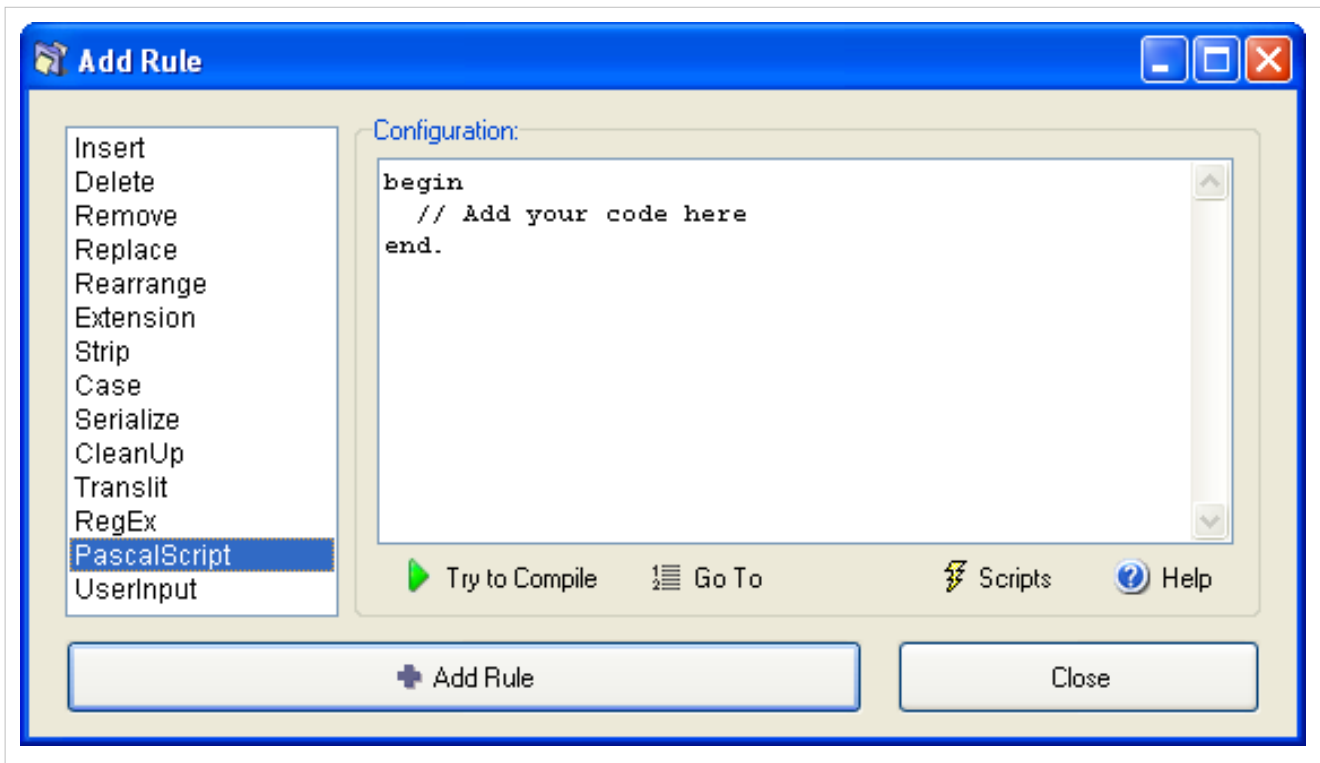 Add Rule
Insert
Delete
Remove
Replace
Rearrange
Extension
Strip
Case
Serialize
CleanUp
Translit
RegEx
PascalScript
UserInput
Configuration:
begin
  // Add your code here
end.
Try to Compile
Go To
Scripts
Help
Add Rule
Close